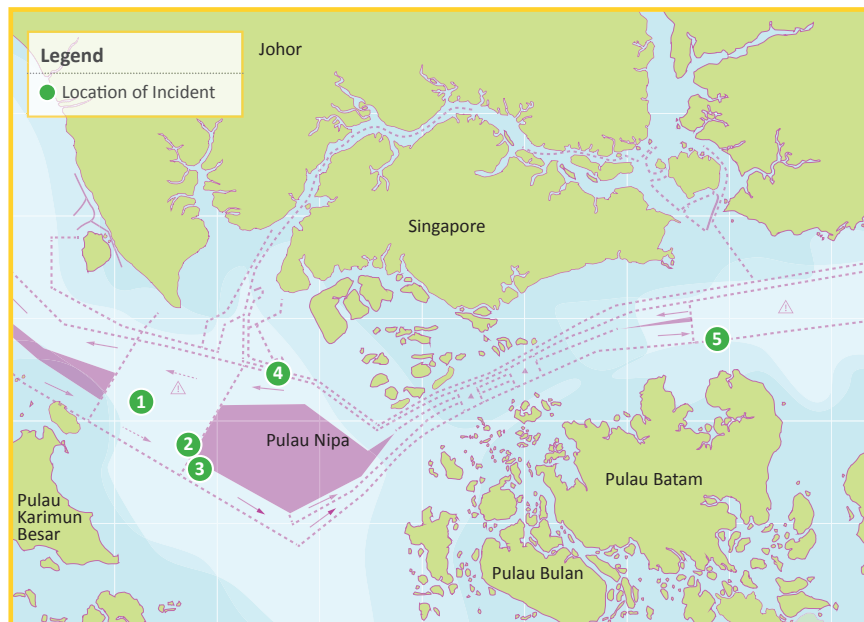 Legend
Location of Incident
Johor
Singapore
5
4
1
2
Pulau Nipa
3
Pulau Batam
Pulau
Karimun
Besar
Pulau Bulan